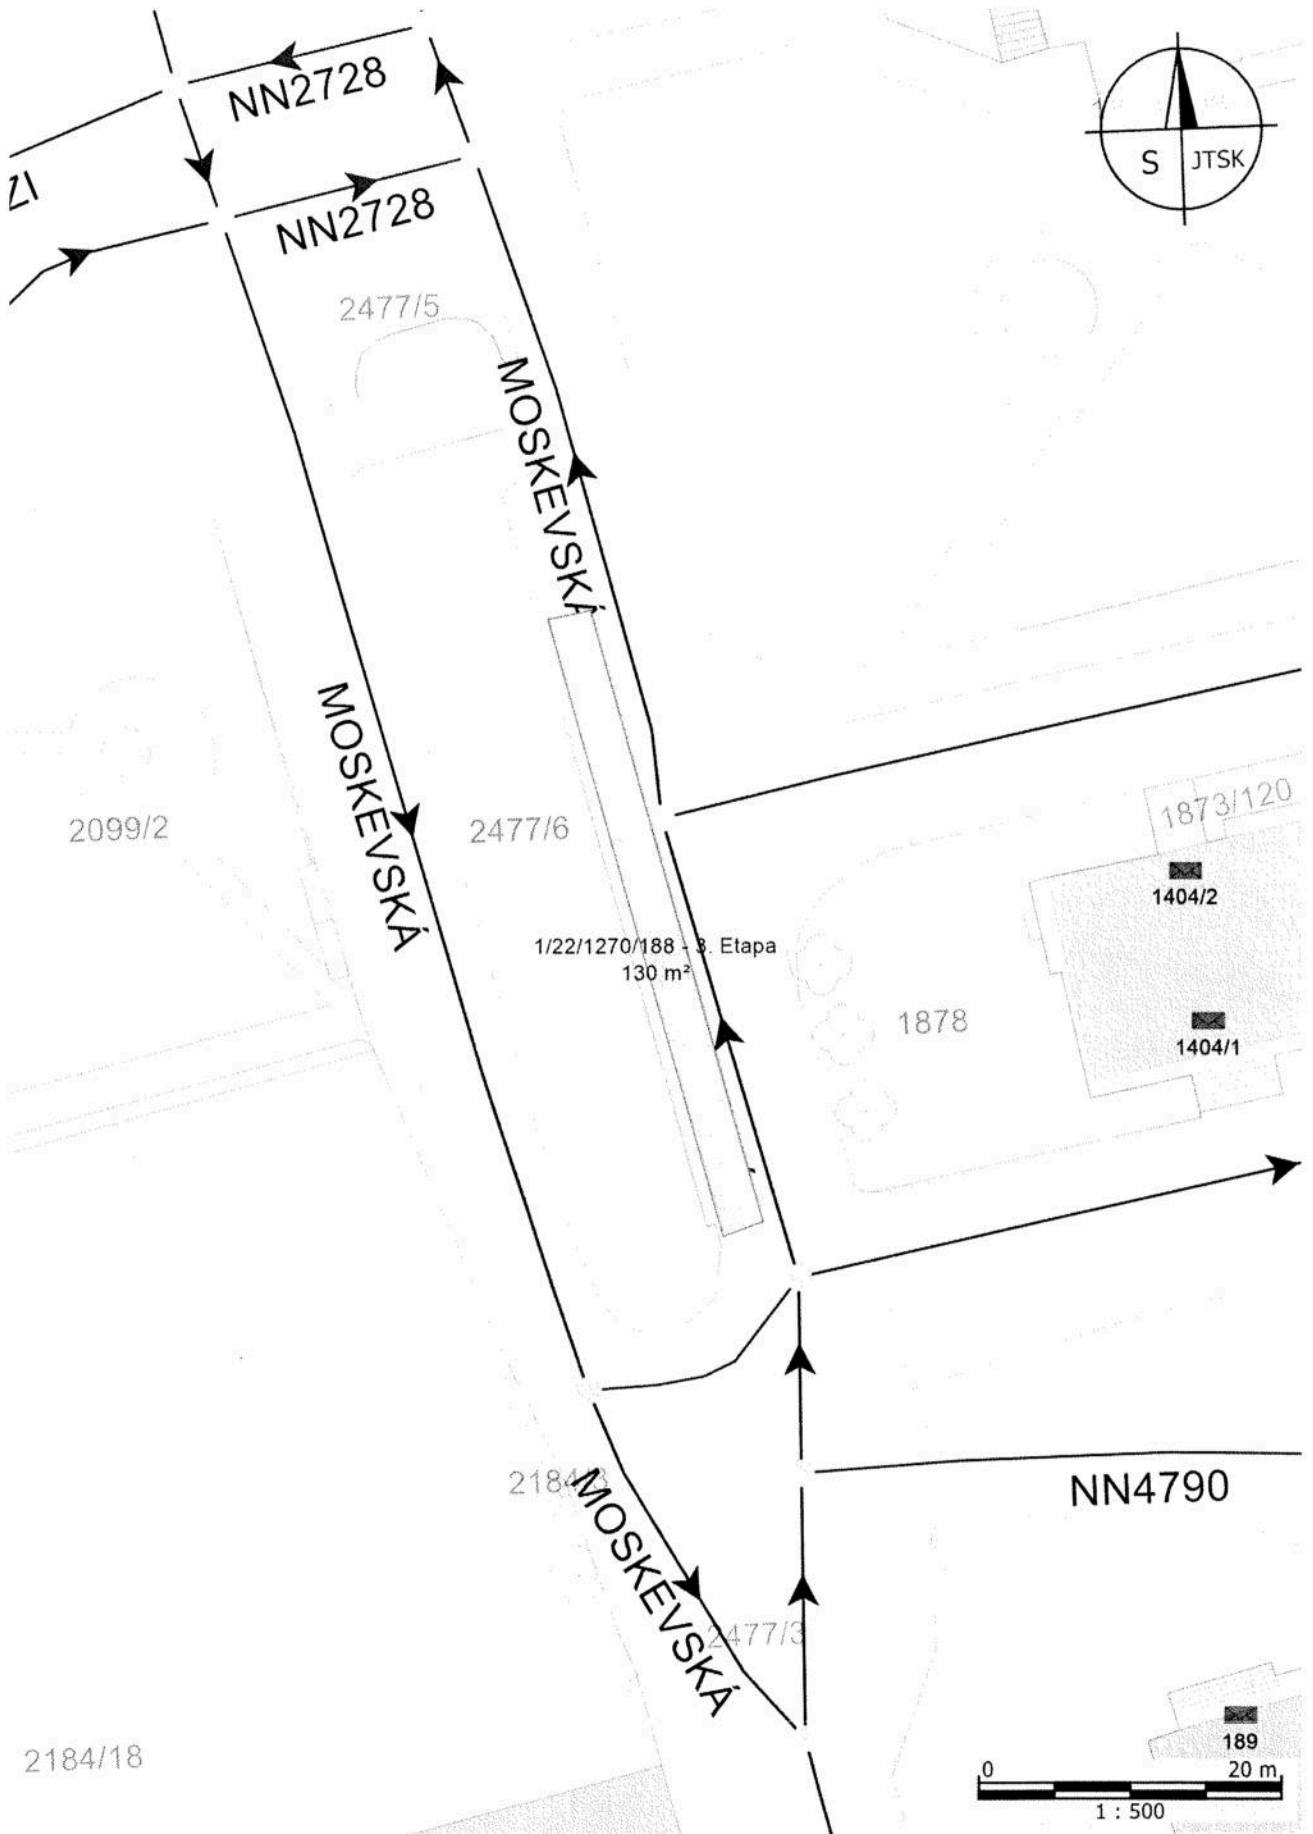 NN2728
S
JTSK
ZI
NN2728
2477/5
MOSKEVSKÁ
MOSKEVSKÁ
1873/120
2099/2
2477/6
1404/2
1/22/1270/188 - 3. Etapa
130 m²
1878
1404/1
2184/3
MOSKEVSKÁ
NN4790
2477/3
189
2184/18
0
20 m
1 : 500